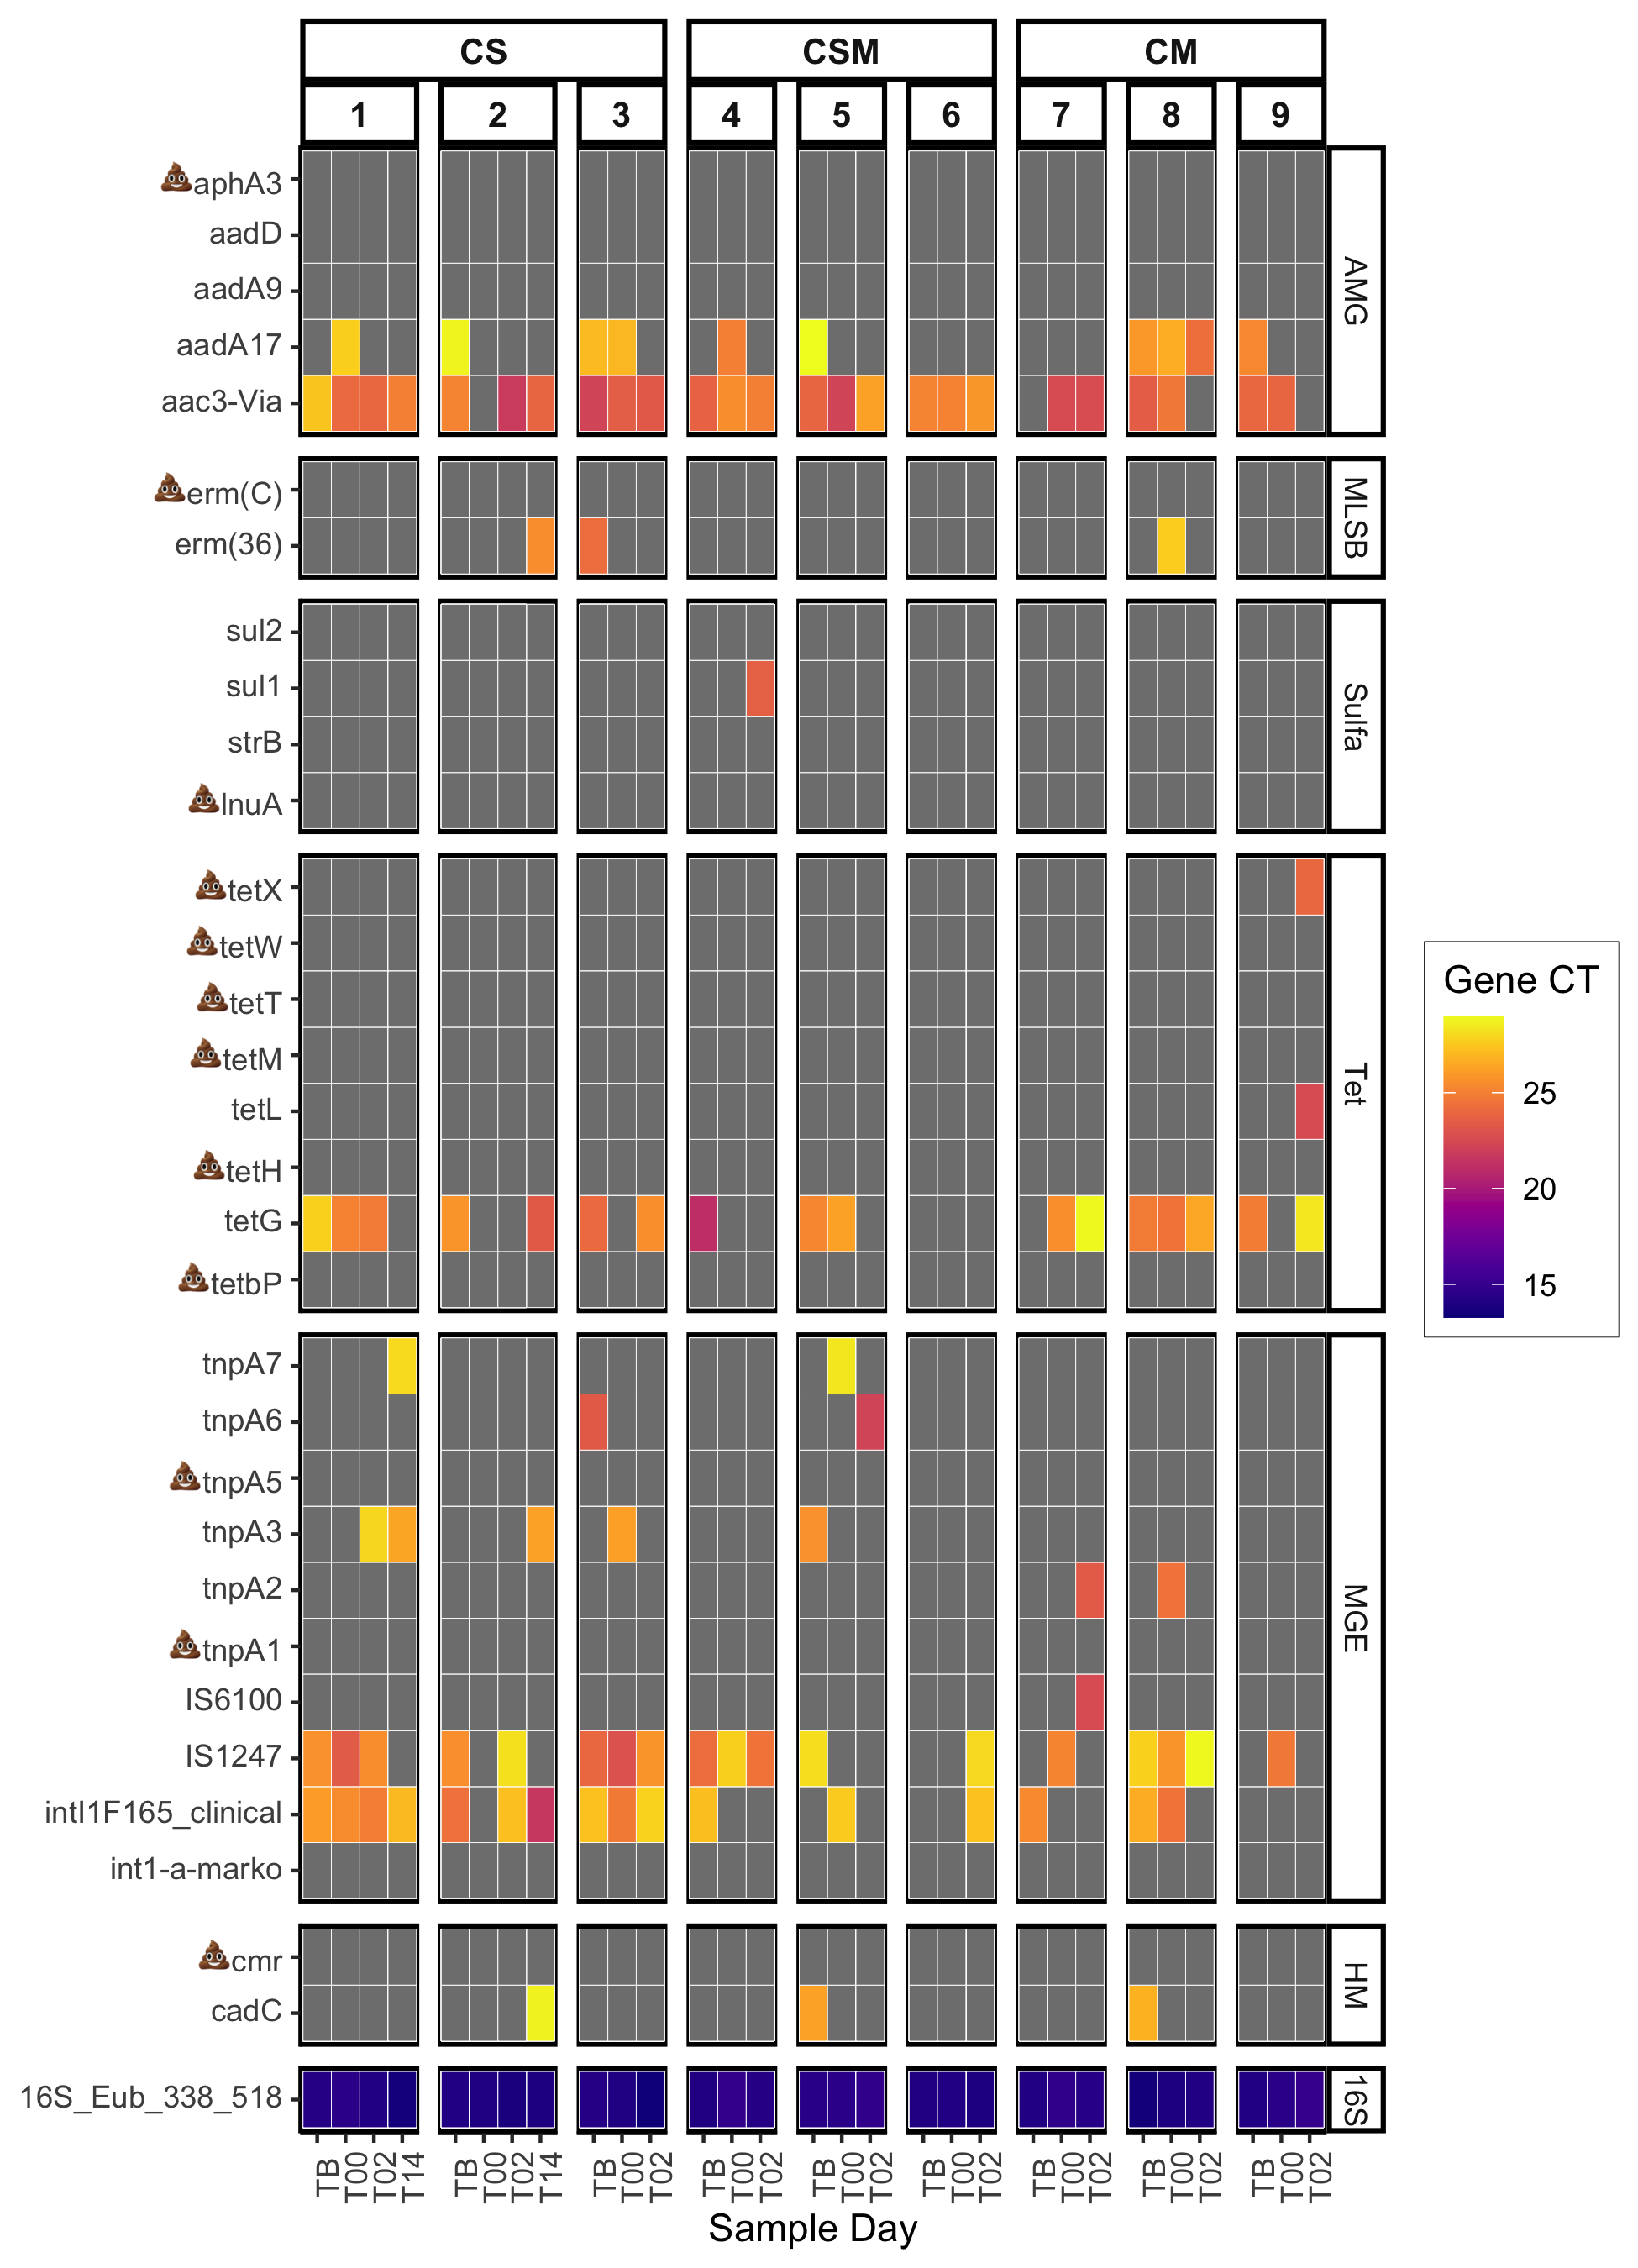 CS CSM CM
1 2 3 4 5 6 7 8 9
💩aphA3
aadD
aadA9
aadA17
aac3-Via
AMG
💩erm(C)
erm(36)
MLSB
sul2
sul1
strB
💩lnuA
Sulfa
💩tetX
💩tetW
💩tetT
💩tetM
tetL
💩tetH
tetG
💩tetbP
Tet
tnpA7
tnpA6
💩tnpA5
tnpA3
tnpA2
💩tnpA1
IS6100
IS1247
intI1F165_clinical
int1-a-marko
MGE
💩cmr
cadC
HM
16S_Eub_338_518
16S
TB T00 T02 T14 TB T00 T02 T14 TB T00 T02 TB T00 T02 TB T00 T02 TB T00 T02 TB T00 T02 TB T00 T02 TB T00 T02
Sample Day
Gene CT
25
20
15